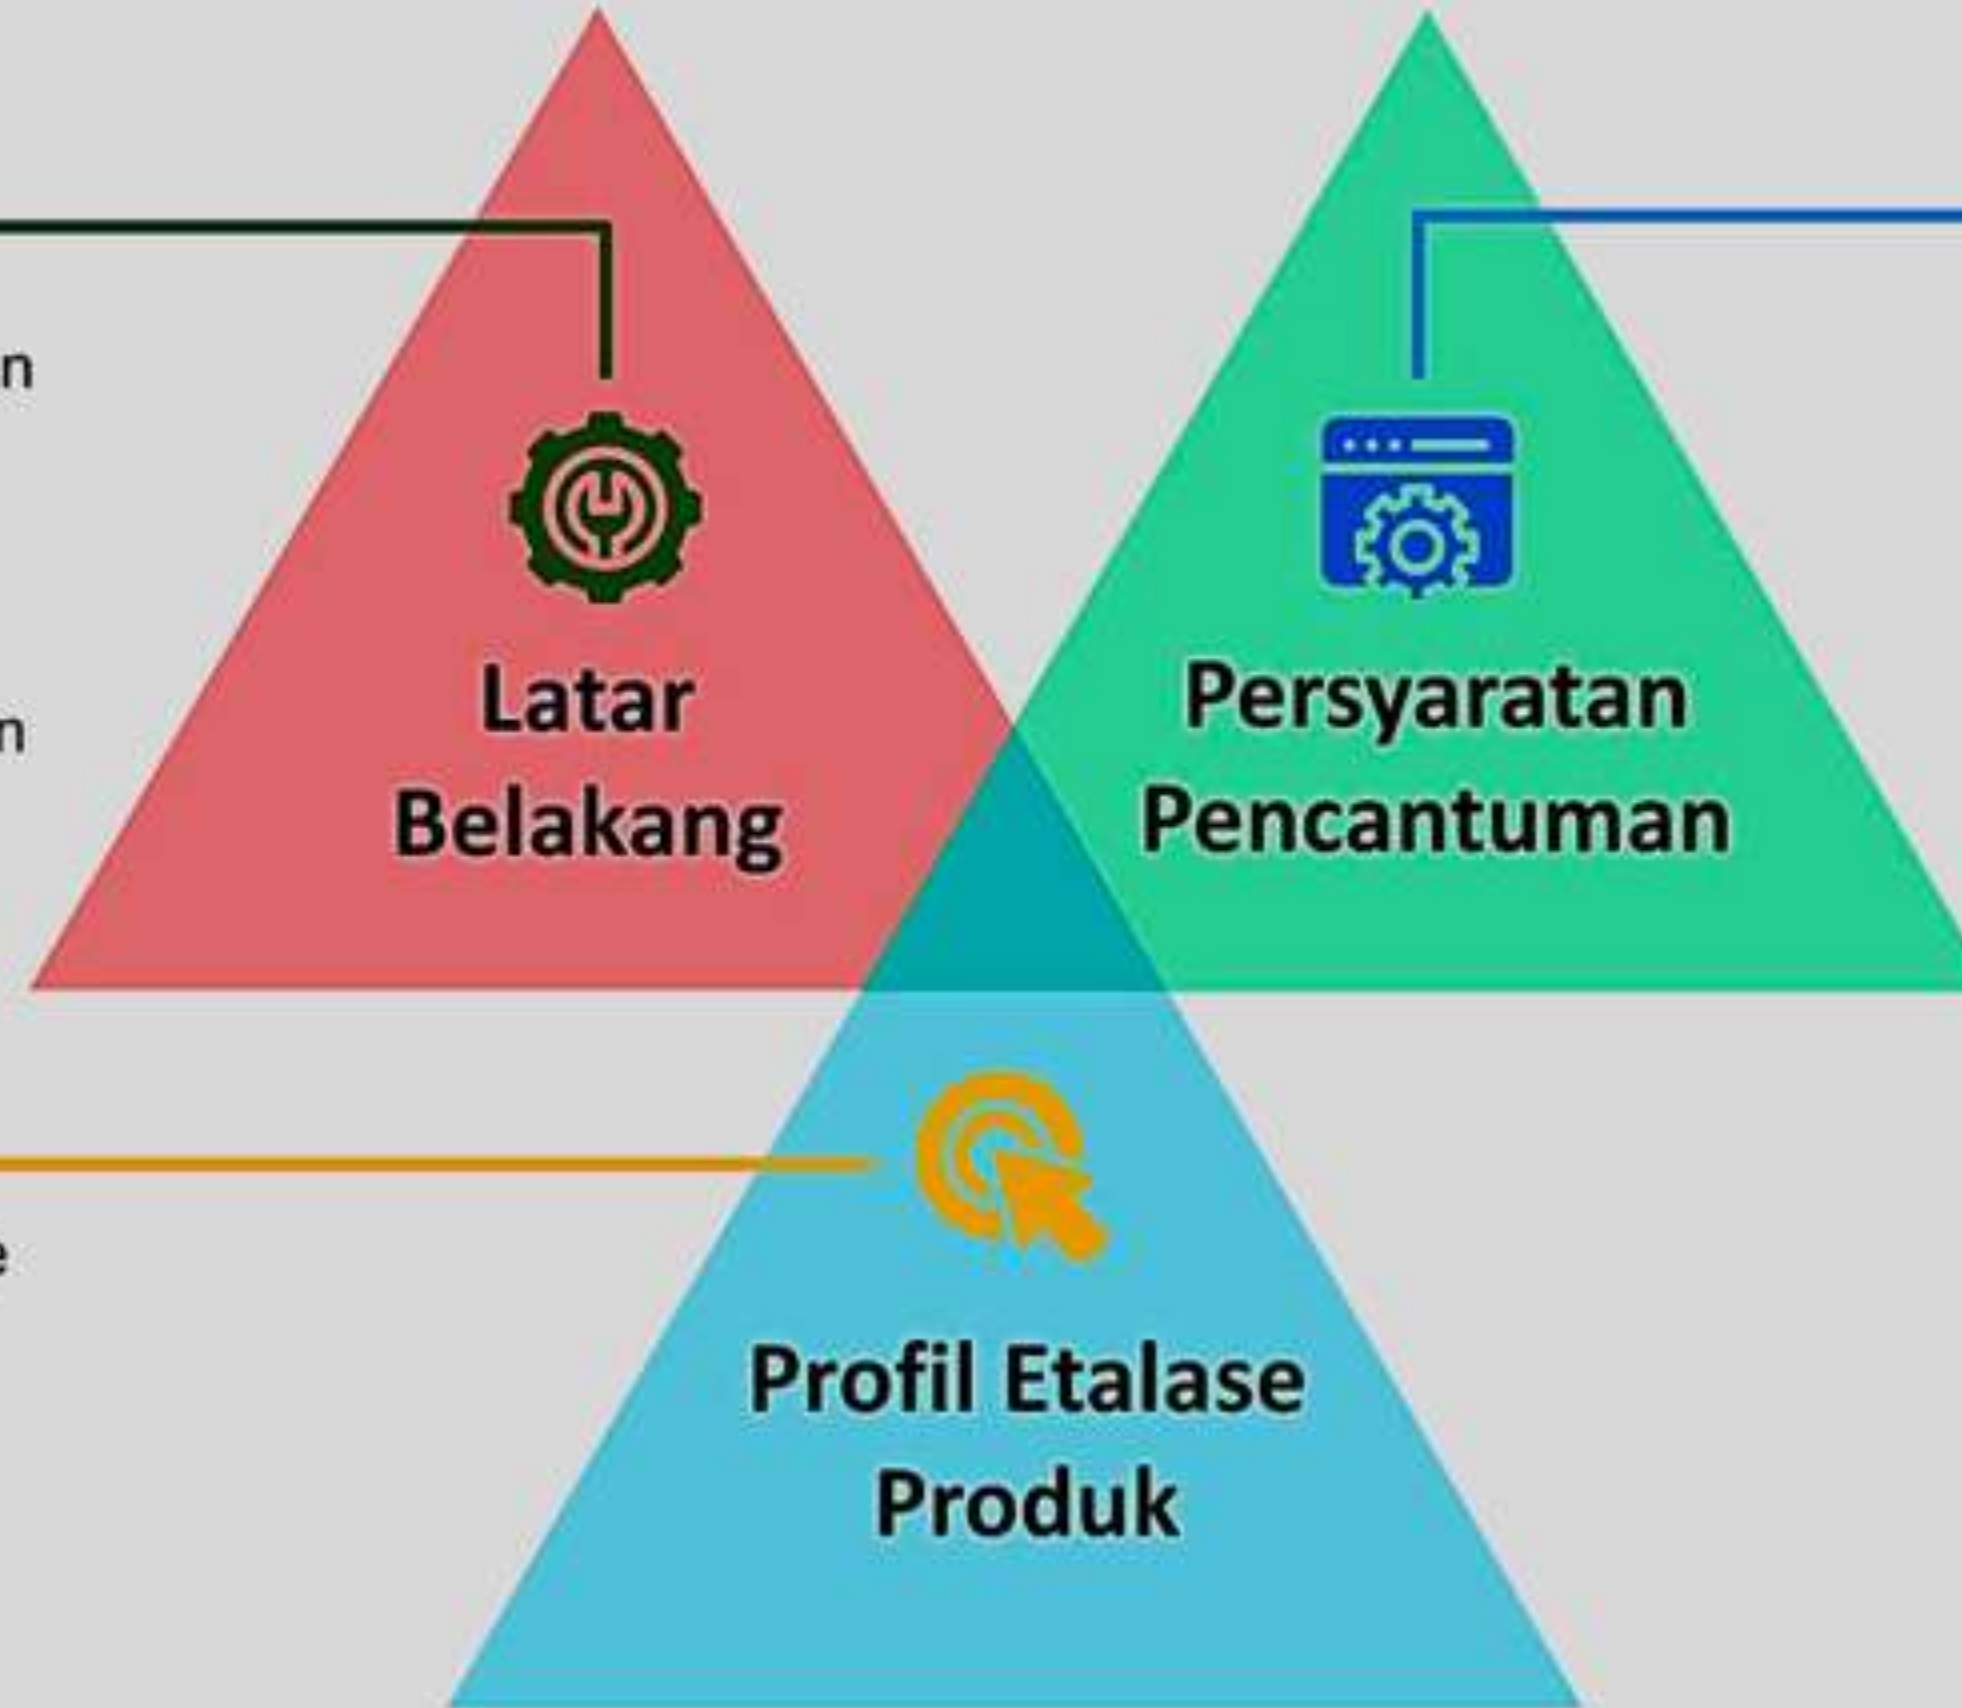 Latar
Belakang
Persyaratan
Pencantuman
Profil Etalase
Produk